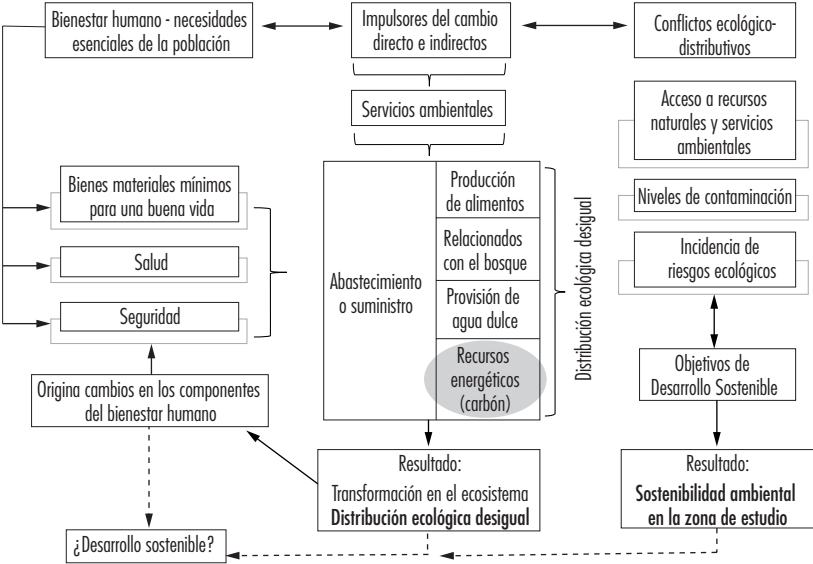 Bienestar humano - necesidades
esenciales de la población
Impulsores del cambio
directo e indirectos
Conflictos ecológico-
distributivos
Servicios ambientales
Acceso a recursos
naturales y servicios
ambientales
Niveles de contaminación
Incidencia de
riesgos ecológicos
Bienes materiales mínimos
para una buena vida
Salud
Seguridad
Abastecimiento
o suministro
Producción
de alimentos
Relacionados
con el bosque
Provisión de
agua dulce
Recursos
energéticos
(carbón)
Distribución ecológica desigual
Objetivos de
Desarrollo Sostenible
Origina cambios en los componentes
del bienestar humano
Resultado:
Transformación en el ecosistema
Distribución ecológica desigual
Resultado:
Sostenibilidad ambiental
en la zona de estudio
¿Desarrollo sostenible?